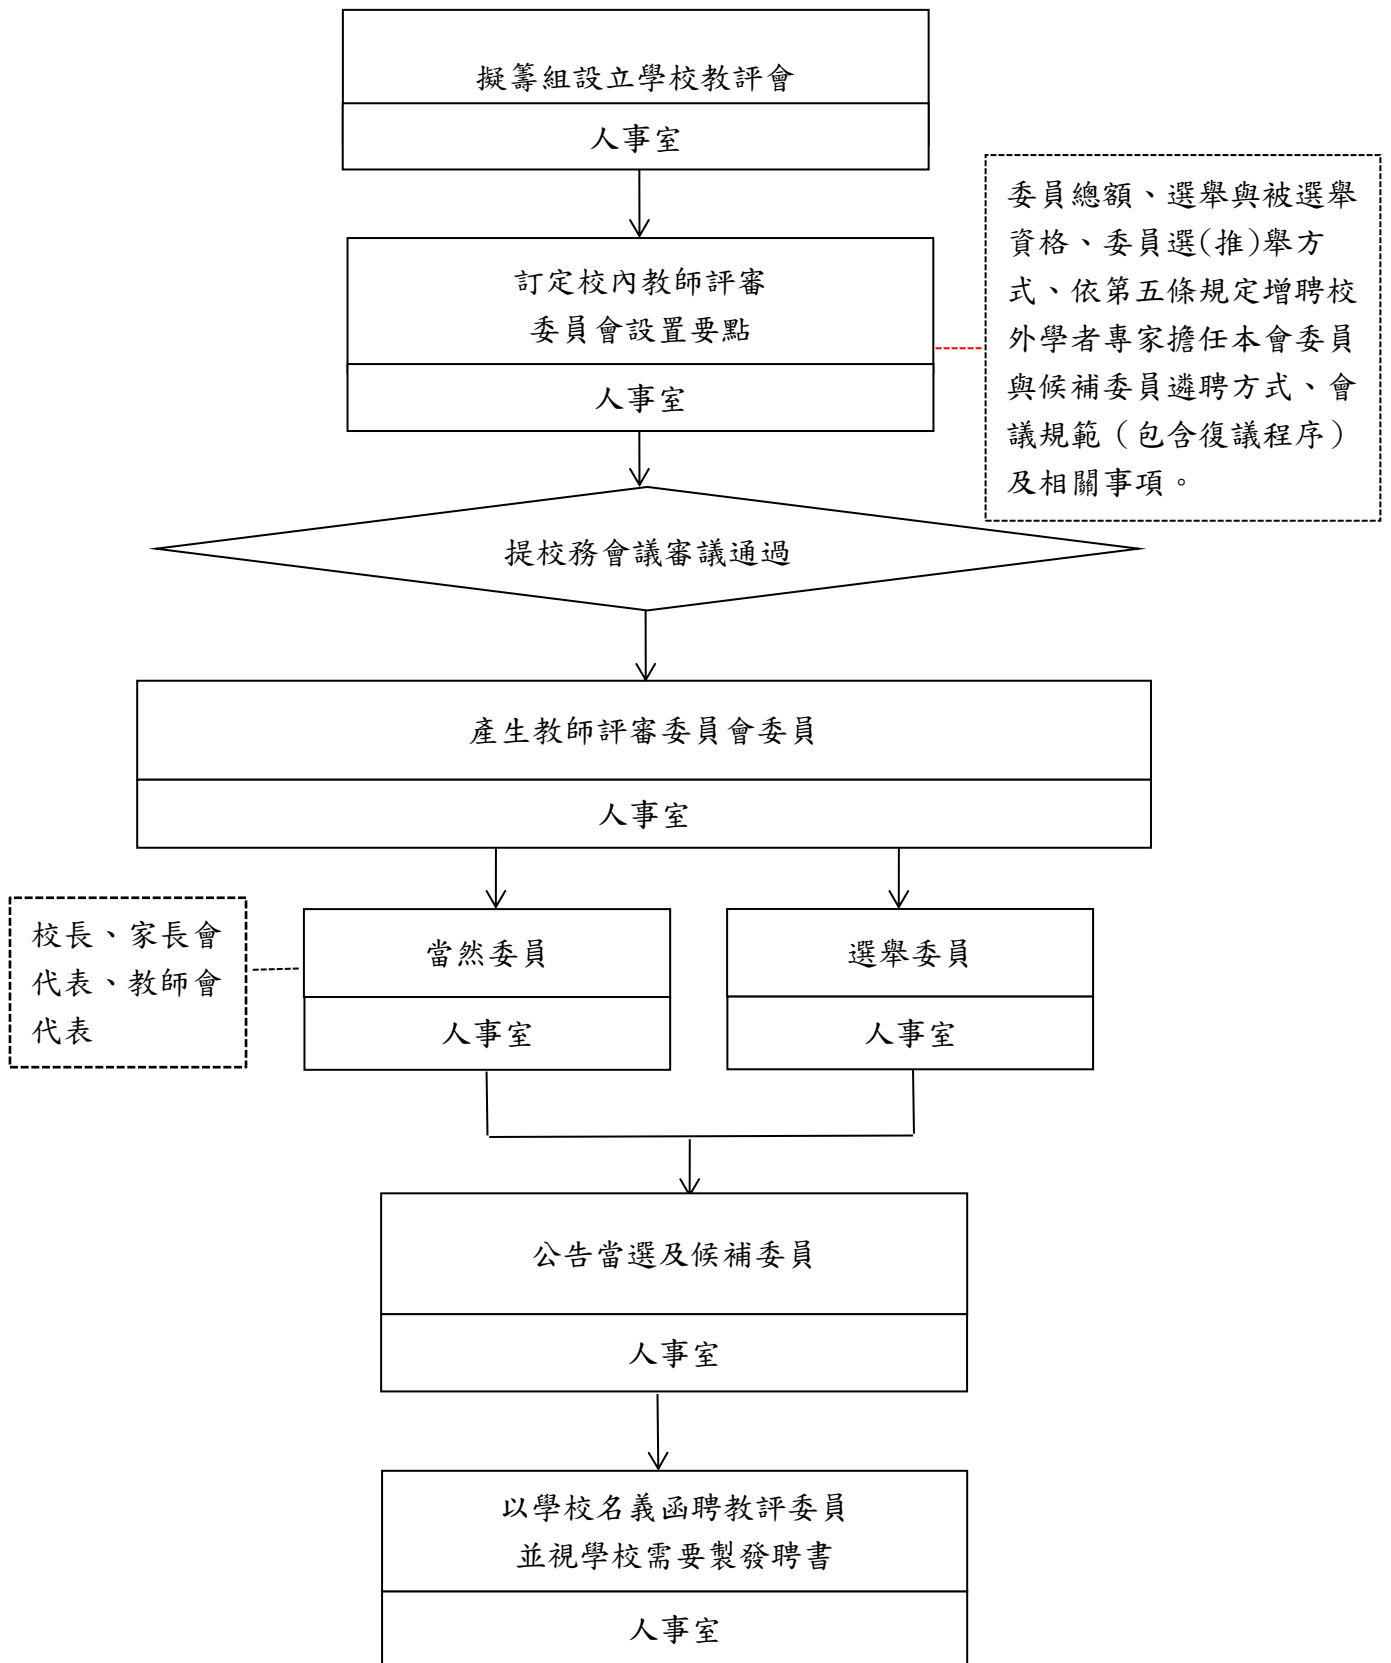 擬籌組設立學校教評會
人事室
訂定校內教師評審
委員會設置要點
人事室
委員總額、選舉與被選舉
資格、委員選(推)舉方
式、依第五條規定增聘校
外學者專家擔任本會委員
與候補委員遴聘方式、會
議規範（包含復議程序）
及相關事項。
提校務會議審議通過
產生教師評審委員會委員
人事室
校長、家長會
代表、教師會
代表
當然委員
人事室
選舉委員
人事室
公告當選及候補委員
人事室
以學校名義函聘教評委員
並視學校需要製發聘書
人事室